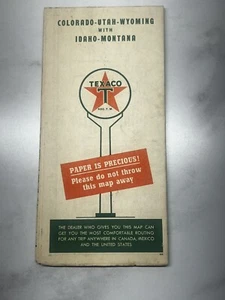 COLORADO-UTAH-WYOMING
WITH
IDAHO-MONTANA
TEXACO
T
PAPER IS PRECIOUS!
Please do not throw
this map away
THE DEALER WHO GIVES YOU THIS MAP CAN
GET YOU THE MOST COMFORTABLE ROUTING
FOR ANY TRIP ANYWHERE IN CANADA, MEXICO
AND THE UNITED STATES